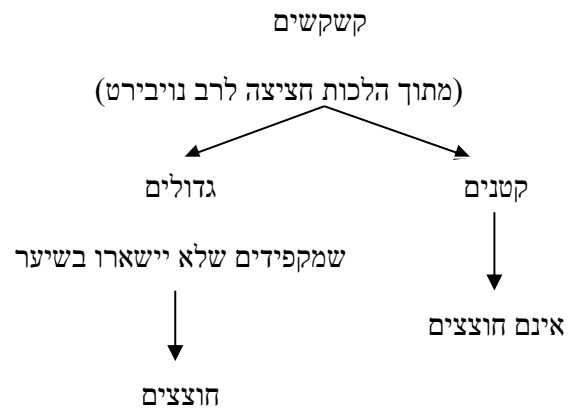 קשקשים
(מתוך הלכות חציצה לרב נויבירט)
קטנים
גדולים
שמקפידים שלא יישארו בשיער
אינם חוצצים
חוצצים